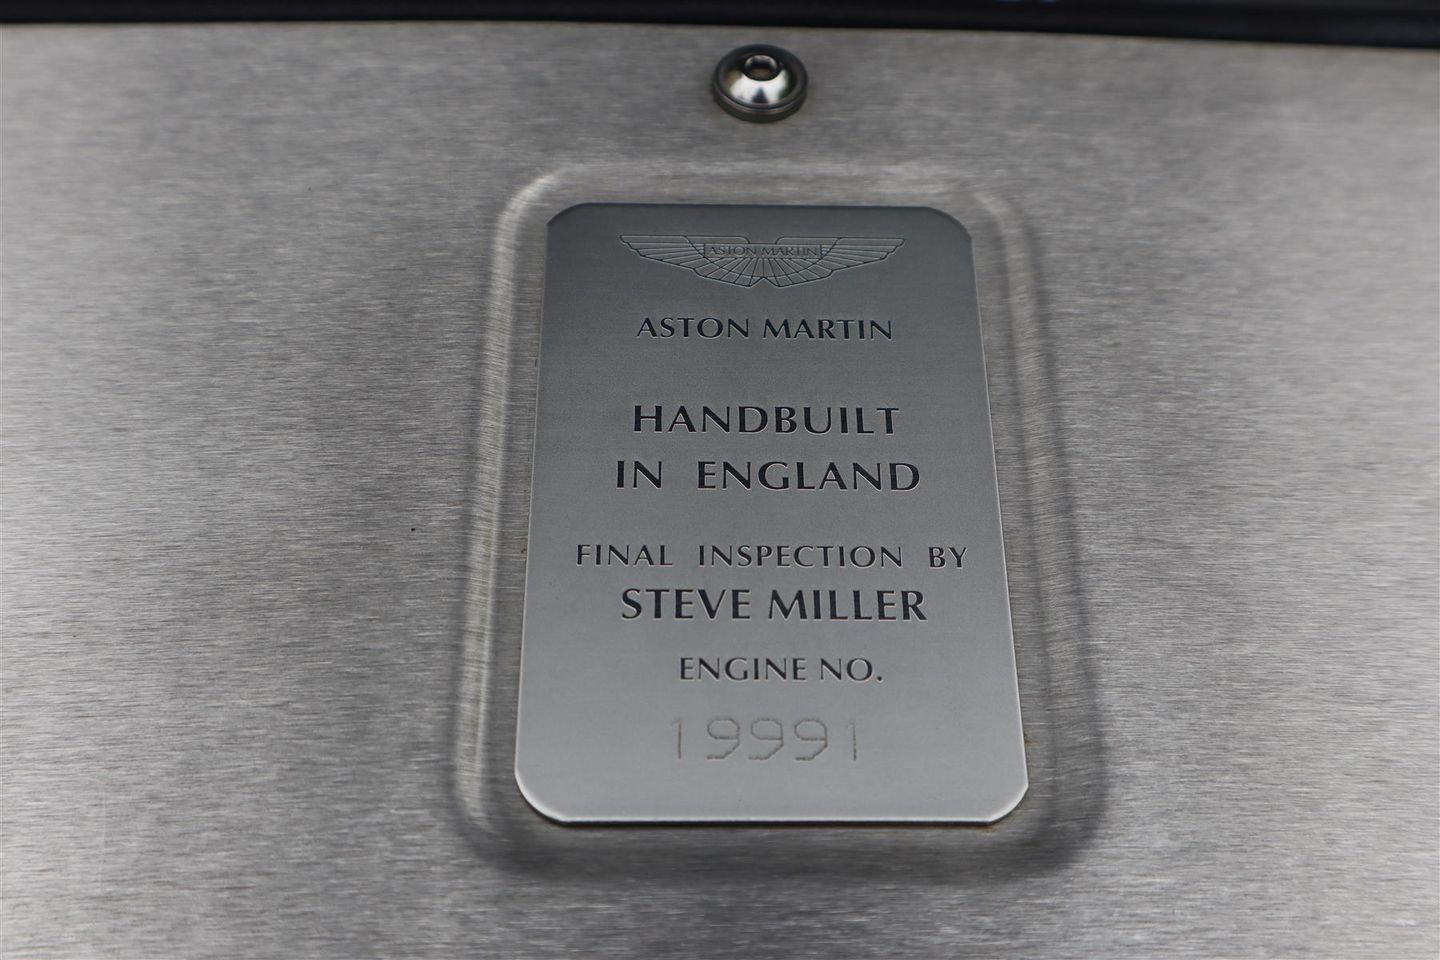 ASTON MARTIN
ASTON MARTIN
HANDBUILT
IN ENGLAND
FINAL INSPECTION BY
STEVE MILLER
ENGINE NO.
19991